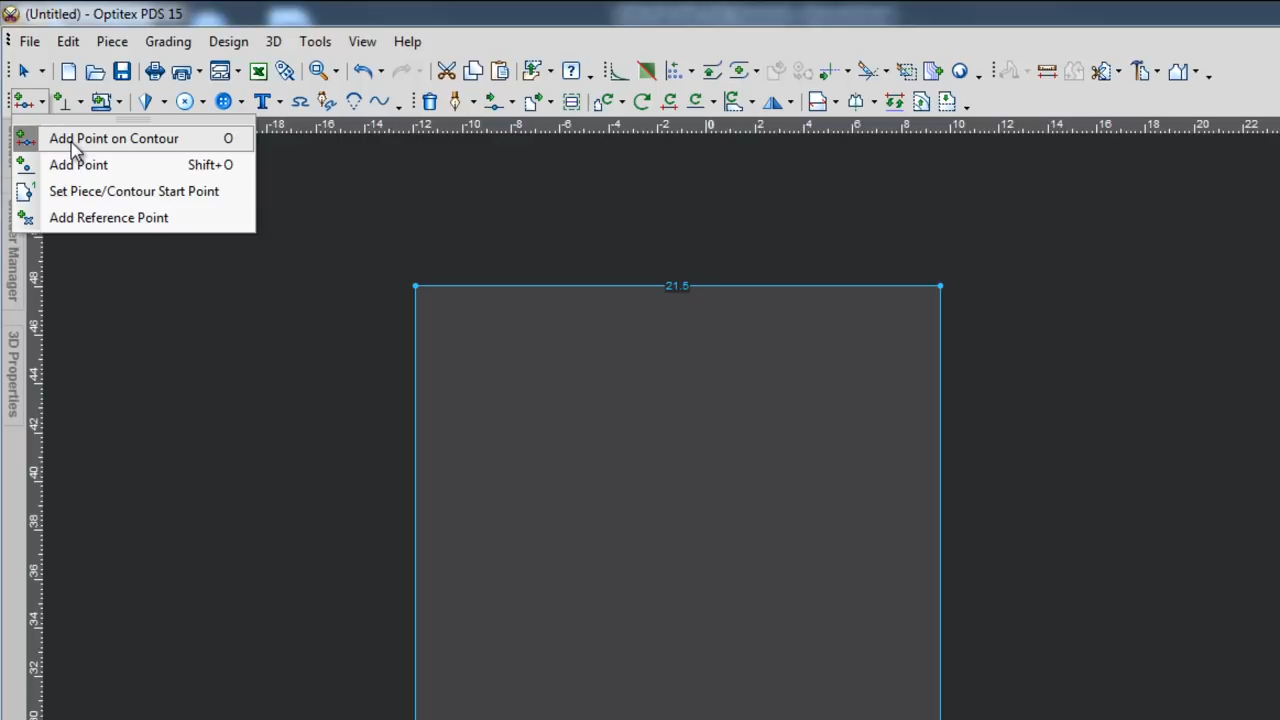 (Untitled) - Optitex PDS 15
File Edit Piece Grading Design 3D Tools View Help
Add Point on Contour O
Add Point Shift+O
Set Piece/Contour Start Point
Add Reference Point
-18 -16 -14 -12 -10 -8 -6 -4 -2 0 2 4 6 8 10 12 14 16 18 20 22
21.5
Manager
3D Properties
48
46
44
42
40
38
36
34
32
30